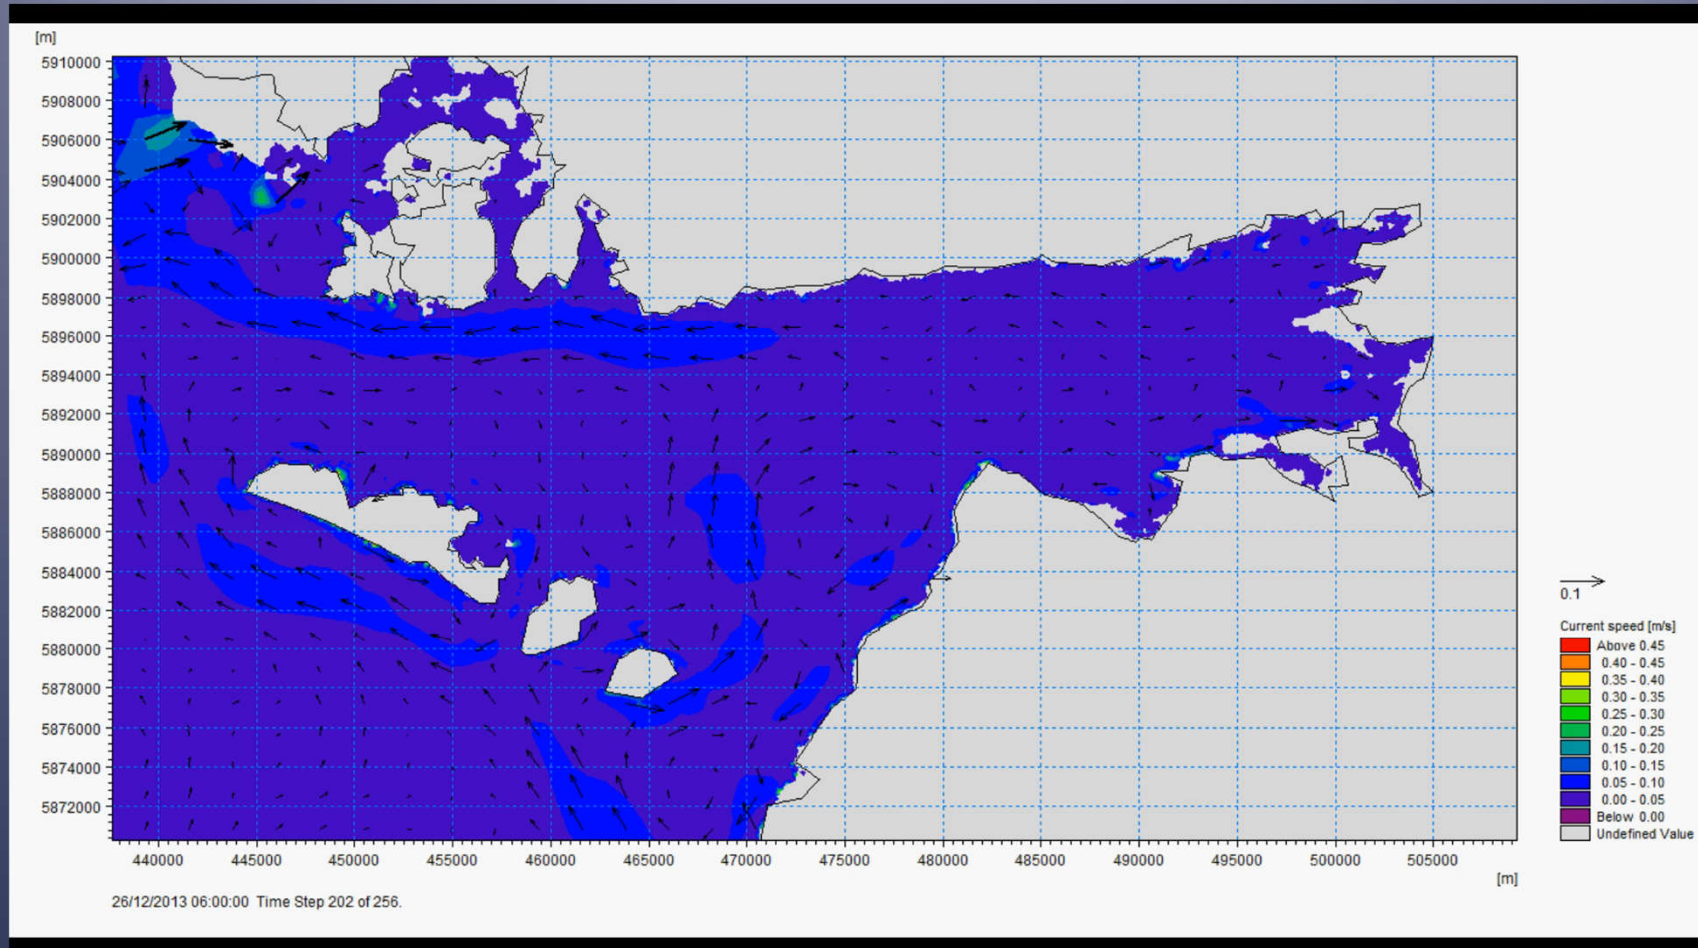 [m]
5910000
5908000
5906000
5904000
5902000
5900000
5898000
5896000
5894000
5892000
5890000
5888000
5886000
5884000
5882000
5880000
5878000
5876000
5874000
5872000
440000 445000 450000 455000 460000 465000 470000 475000 480000 485000 490000 495000 500000 505000
[m]
26/12/2013 06:00:00 Time Step 202 of 256.
0.1
Current speed [m/s]
Above 0.45
0.40 - 0.45
0.35 - 0.40
0.30 - 0.35
0.25 - 0.30
0.20 - 0.25
0.15 - 0.20
0.10 - 0.15
0.05 - 0.10
0.00 - 0.05
Below 0.00
Undefined Value